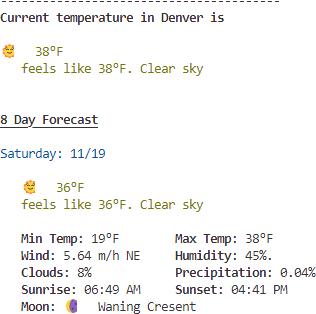 Current temperature in Denver is
38°F
feels like 38°F. Clear sky
8 Day Forecast
Saturday: 11/19
36°F
feels like 36°F. Clear sky
Min Temp: 19°F Max Temp: 38°F
Wind: 5.64 m/h NE Humidity: 45%.
Clouds: 8% Precipitation: 0.04%
Sunrise: 06:49 AM Sunset: 04:41 PM
Moon: Waning Cresent